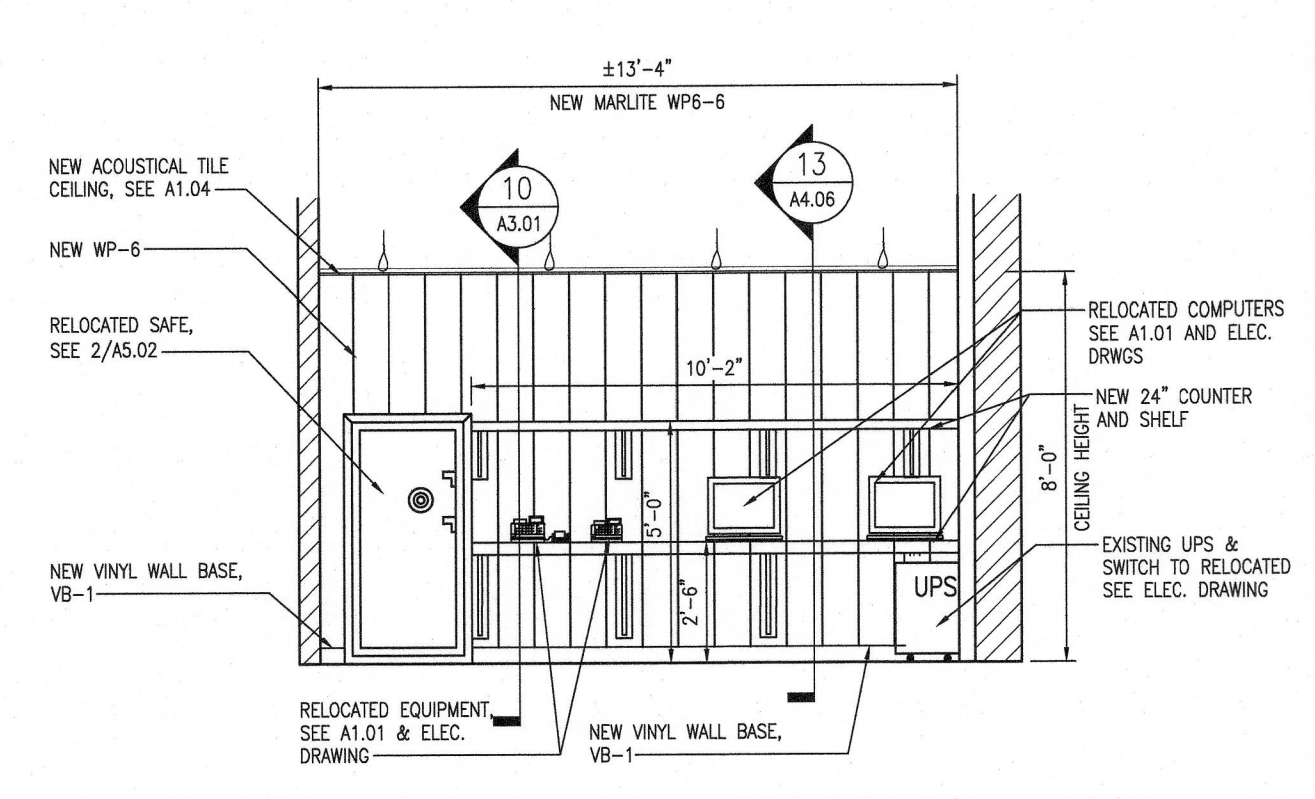 ±13'-4"
NEW MARLITE WP6-6
NEW ACOUSTICAL TILE
CEILING, SEE A1.04
10
A3.01
13
A4.06
NEW WP-6
RELOCATED SAFE,
SEE 2/A5.02
RELOCATED COMPUTERS
SEE A1.01 AND ELEC.
DRWGS
10'-2"
NEW 24" COUNTER
AND SHELF
8'-0"
CEILING HEIGHT
5'-0"
2'-6"
EXISTING UPS &
SWITCH TO RELOCATED
SEE ELEC. DRAWING
UPS
NEW VINYL WALL BASE,
VB-1
RELOCATED EQUIPMENT,
SEE A1.01 & ELEC.
DRAWING
NEW VINYL WALL BASE,
VB-1